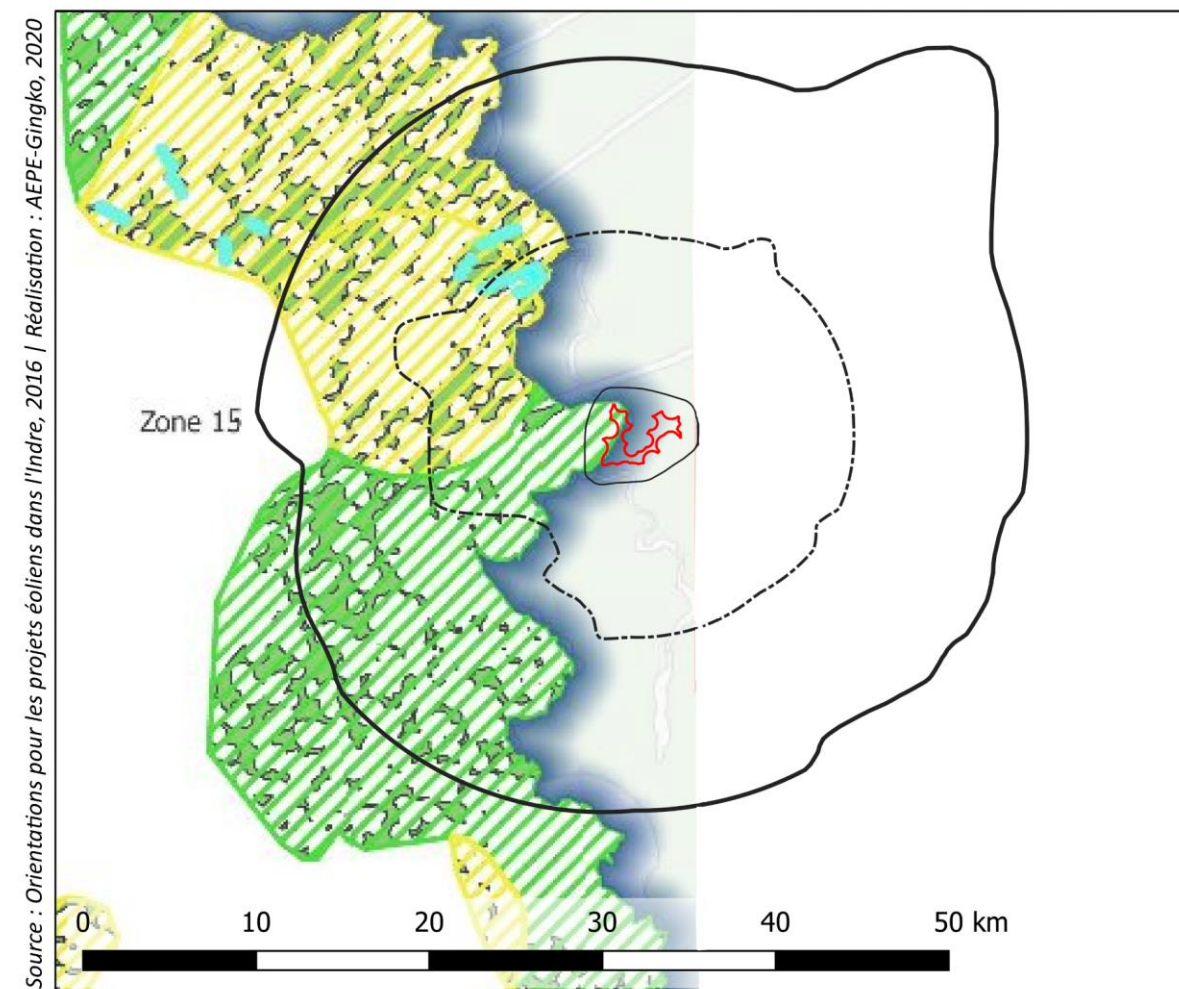 Source : Orientations pour les projets éoliens dans l'Indre, 2016 | Réalisation : AEPE-Gingko, 2020
Zone 15
0 10 20 30 40 50 km